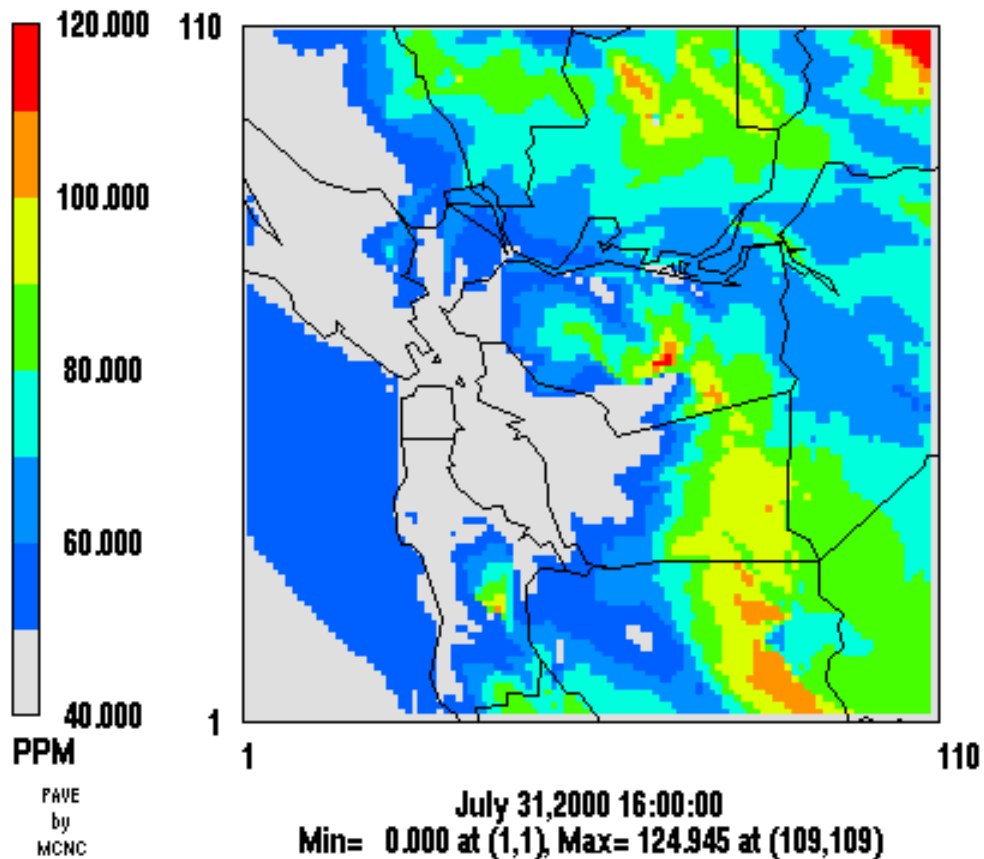 120.000
100.000
80.000
60.000
40.000
PPM
PAVE
by
MCNC
110
1
1
110
July 31,2000 16:00:00
Min= 0.000 at (1,1), Max= 124.945 at (109,109)